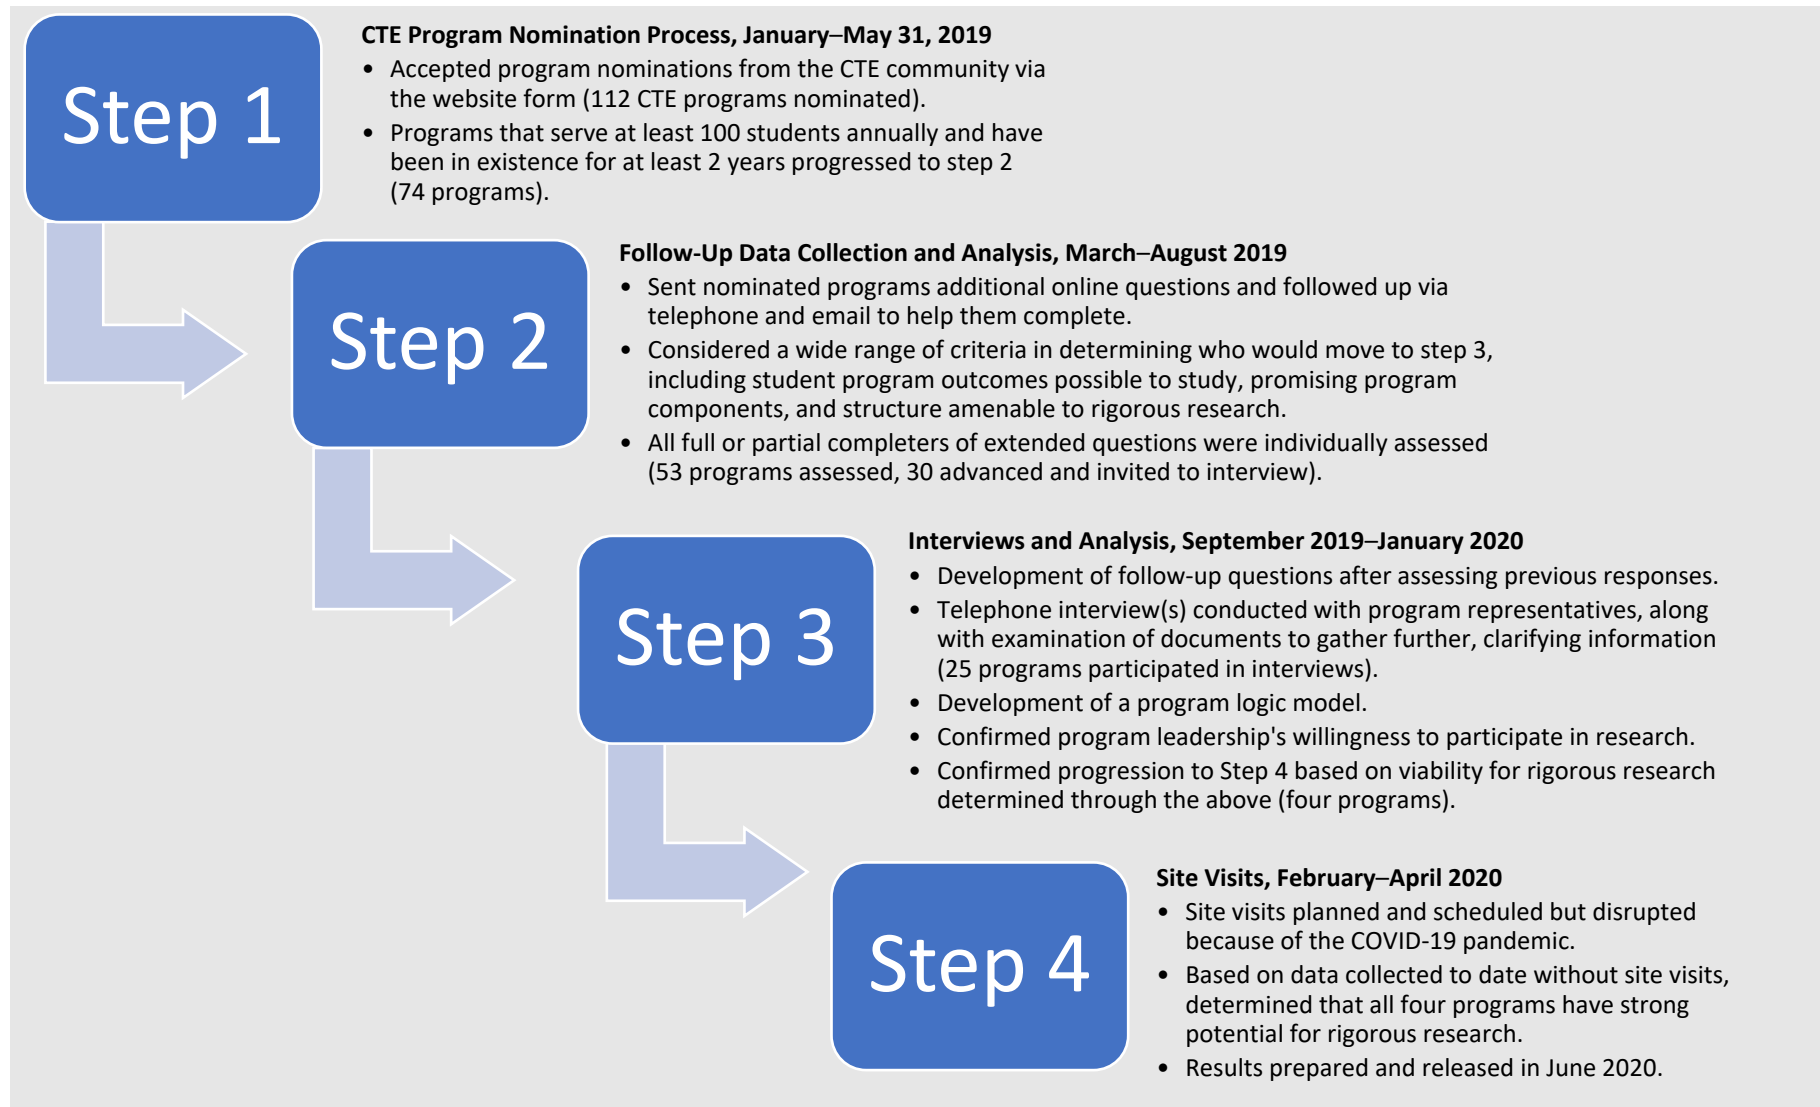 Step 1
CTE Program Nomination Process, January–May 31, 2019
• Accepted program nominations from the CTE community via
the website form (112 CTE programs nominated).
• Programs that serve at least 100 students annually and have
been in existence for at least 2 years progressed to step 2
(74 programs).
Step 2
Follow-Up Data Collection and Analysis, March–August 2019
• Sent nominated programs additional online questions and followed up via
telephone and email to help them complete.
• Considered a wide range of criteria in determining who would move to step 3,
including student program outcomes possible to study, promising program
components, and structure amenable to rigorous research.
• All full or partial completers of extended questions were individually assessed
(53 programs assessed, 30 advanced and invited to interview).
Step 3
Interviews and Analysis, September 2019–January 2020
• Development of follow-up questions after assessing previous responses.
• Telephone interview(s) conducted with program representatives, along
with examination of documents to gather further, clarifying information
(25 programs participated in interviews).
• Development of a program logic model.
• Confirmed program leadership's willingness to participate in research.
• Confirmed progression to Step 4 based on viability for rigorous research
determined through the above (four programs).
Step 4
Site Visits, February–April 2020
• Site visits planned and scheduled but disrupted
because of the COVID-19 pandemic.
• Based on data collected to date without site visits,
determined that all four programs have strong
potential for rigorous research.
• Results prepared and released in June 2020.